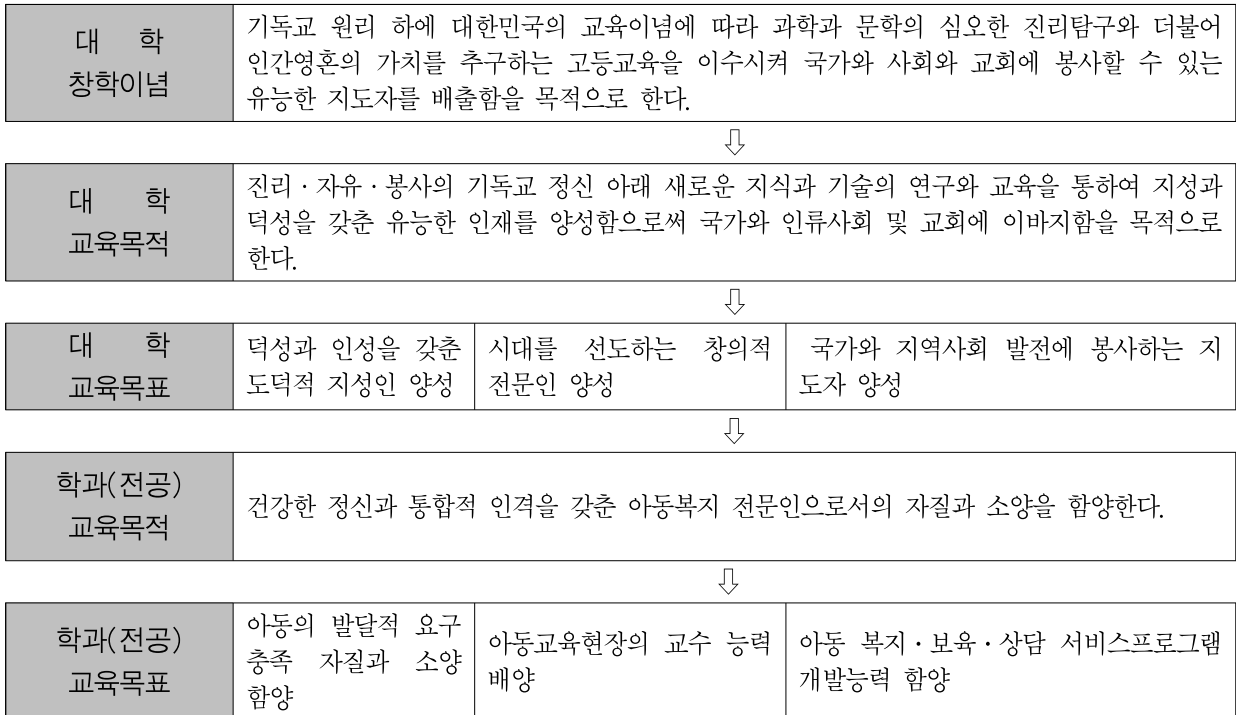 대 학
창학이념
기독교 원리 하에 대한민국의 교육이념에 따라 과학과 문학의 심오한 진리탐구와 더불어
인간영혼의 가치를 추구하는 고등교육을 이수시켜 국가와 사회와 교회에 봉사할 수 있는
유능한 지도자를 배출함을 목적으로 한다.
⇩
대 학
교육목적
진리·자유·봉사의 기독교 정신 아래 새로운 지식과 기술의 연구와 교육을 통하여 지성과
덕성을 갖춘 유능한 인재를 양성함으로써 국가와 인류사회 및 교회에 이바지함을 목적으로
한다.
⇩
대 학
교육목표
덕성과 인성을 갖춘
도덕적 지성인 양성
시대를 선도하는 창의적
전문인 양성
국가와 지역사회 발전에 봉사하는 지
도자 양성
⇩
학과(전공)
교육목적
건강한 정신과 통합적 인격을 갖춘 아동복지 전문인으로서의 자질과 소양을 함양한다.
⇩
학과(전공)
교육목표
아동의 발달적 요구
충족 자질과 소양
함양
아동교육현장의 교수 능력
배양
아동 복지·보육·상담 서비스프로그램
개발능력 함양